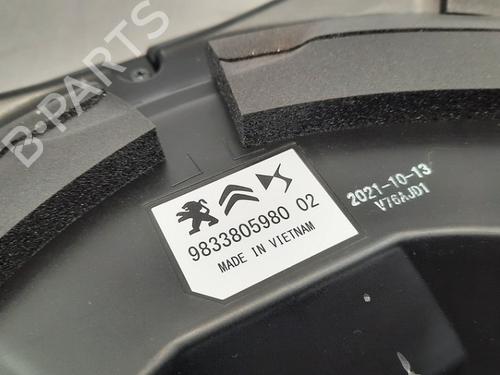 B-PARTS
9833805980 02
MADE IN VIETNAM
2021-10-13
V76AJD1